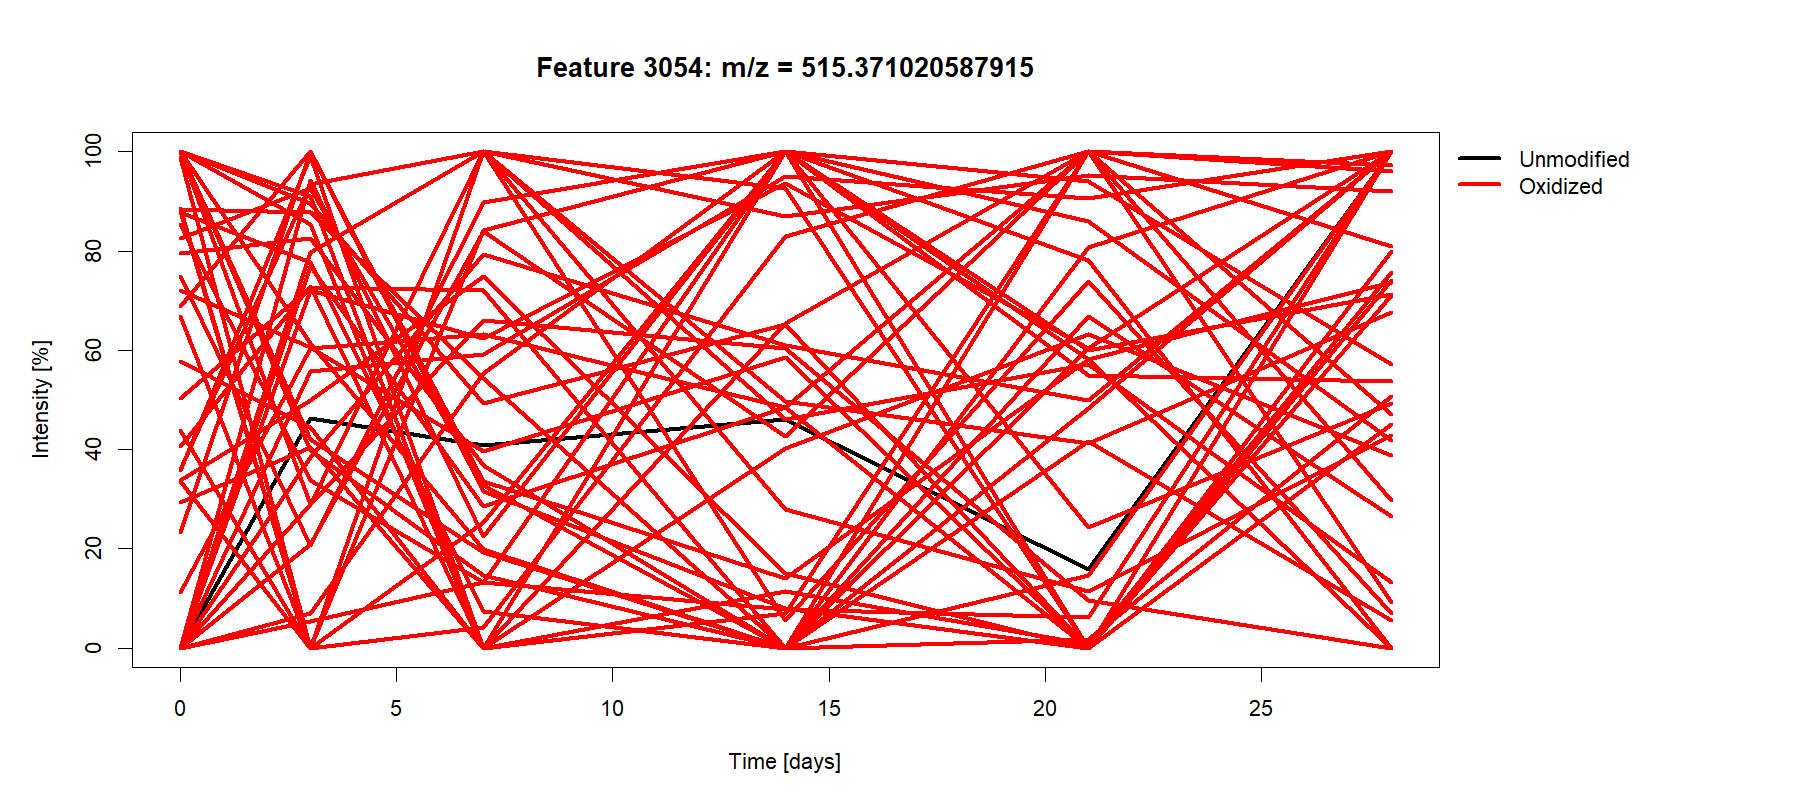 Feature 3054: m/z = 515.371020587915
Unmodified
Oxidized
Intensity [%]
100
80
60
40
20
0
0 5 10 15 20 25
Time [days]